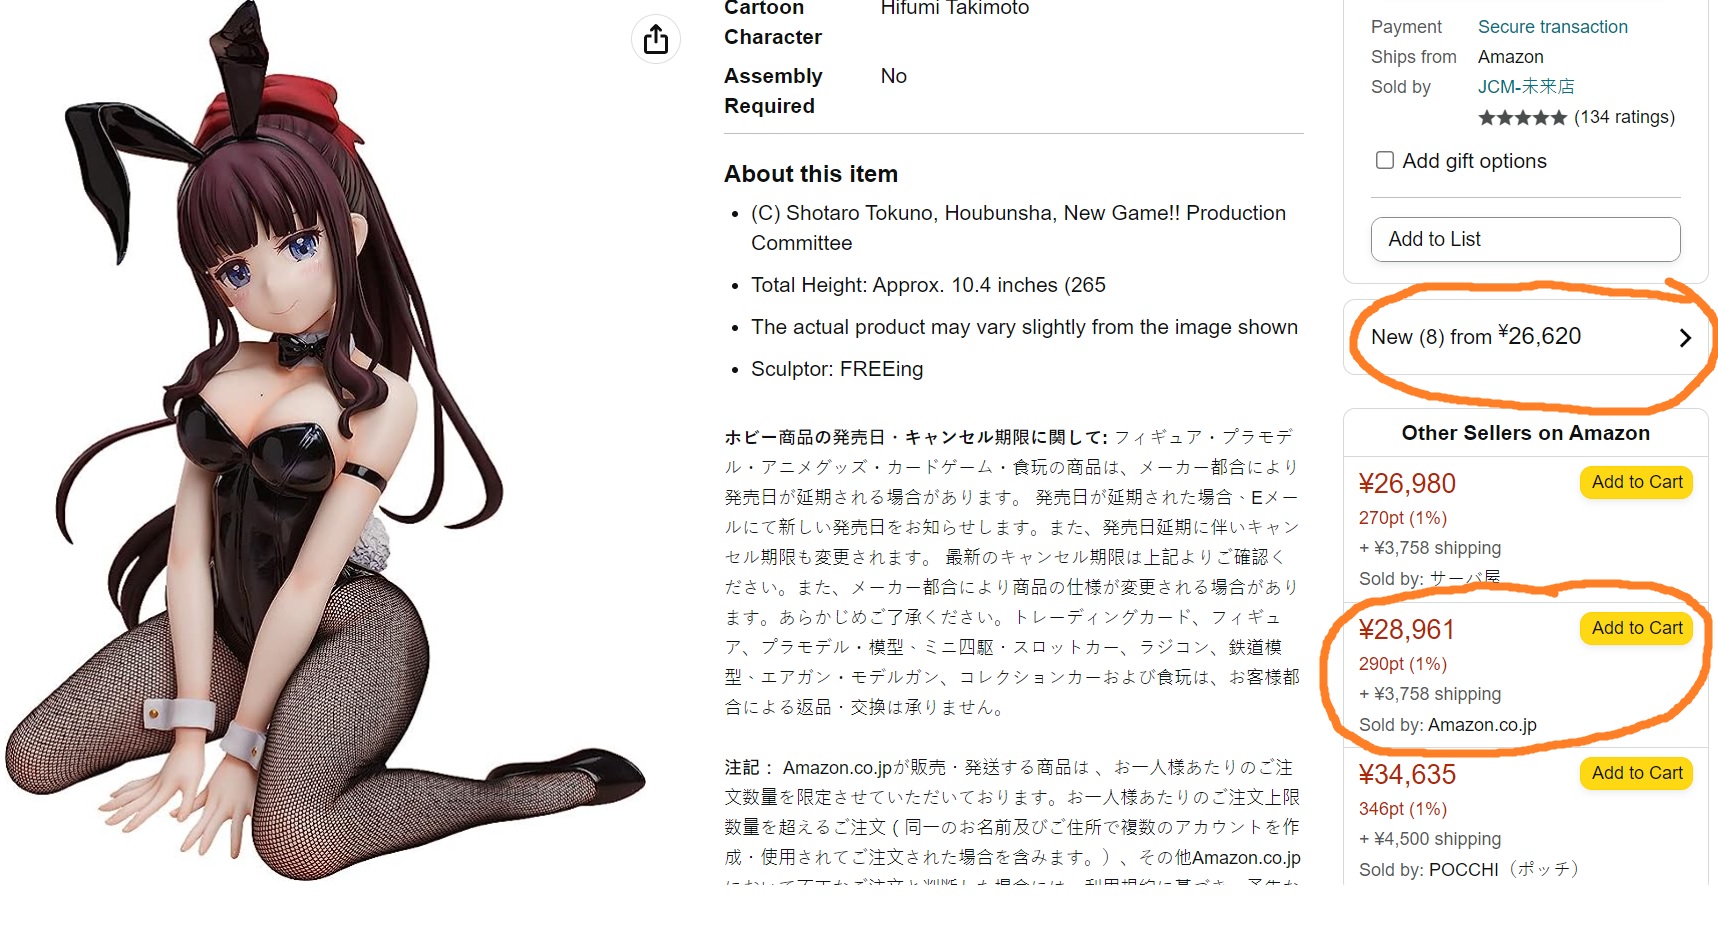 Cartoon Character
Hifumi Takimoto
Assembly Required
No
About this item
(C) Shotaro Tokuno, Houbunsha, New Game!! Production
Committee
Total Height: Approx. 10.4 inches (265
The actual product may vary slightly from the image shown
Sculptor: FREEing
ホビー商品の発売日・キャンセル期限に関して: フィギュア・プラモデ
ル・アニメグッズ・カードゲーム・食玩の商品は、メーカー都合により
発売日が延期される場合があります。 発売日が延期された場合、Eメー
ルにて新しい発売日をお知らせします。また、発売日延期に伴いキャン
セル期限も変更されます。 最新のキャンセル期限は上記よりご確認く
ださい。また、メーカー都合により商品の仕様が変更される場合があり
ます。あらかじめご了承ください。トレーディングカード、フィギュ
ア、プラモデル・模型、ミニ四駆・スロットカー、ラジコン、鉄道模
型、エアガン・モデルガン、コレクションカーおよび食玩は、お客様都
合による返品・交換は承りません。
注記： Amazon.co.jpが販売・発送する商品は 、お一人様あたりのご注
文数量を限定させていただいております。お一人様あたりのご注文上限
数量を超えるご注文（同一のお名前及びご住所で複数のアカウントを作
成・使用されてご注文された場合を含みます。）、その他Amazon.co.jp
Payment Secure transaction
Ships from Amazon
Sold by JCM-未来店
(134 ratings)
Add gift options
Add to List
New (8) from ¥26,620
Other Sellers on Amazon
¥26,980 Add to Cart
270pt (1%)
+ ¥3,758 shipping
Sold by: サーバ屋
¥28,961 Add to Cart
290pt (1%)
+ ¥3,758 shipping
Sold by: Amazon.co.jp
¥34,635 Add to Cart
346pt (1%)
+ ¥4,500 shipping
Sold by: POCCHI（ポッチ）